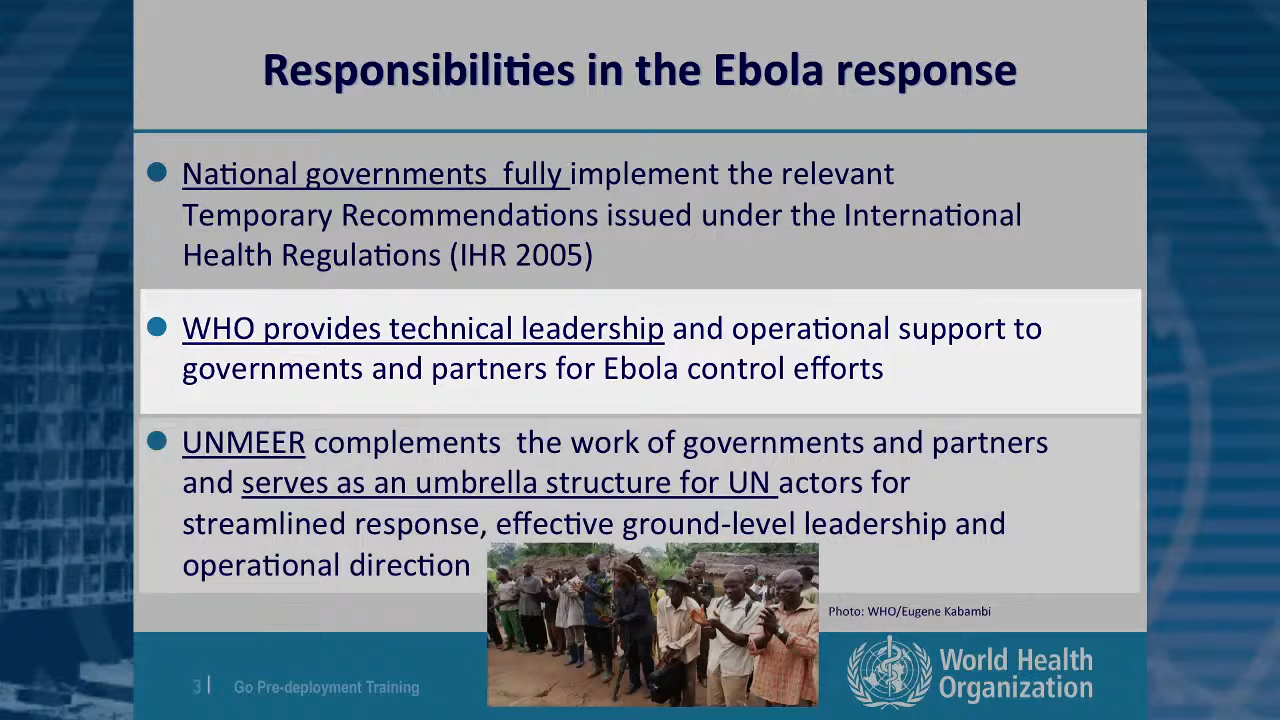 Responsibilities in the Ebola response
National governments fully implement the relevant
Temporary Recommendations issued under the International
Health Regulations (IHR 2005)
WHO provides technical leadership and operational support to
governments and partners for Ebola control efforts
UNMEER complements the work of governments and partners
and serves as an umbrella structure for UN actors for
streamlined response, effective ground-level leadership and
operational direction
Photo: WHO/Eugene Kabambi
3 | Go Pre-deployment Training
World Health
Organization